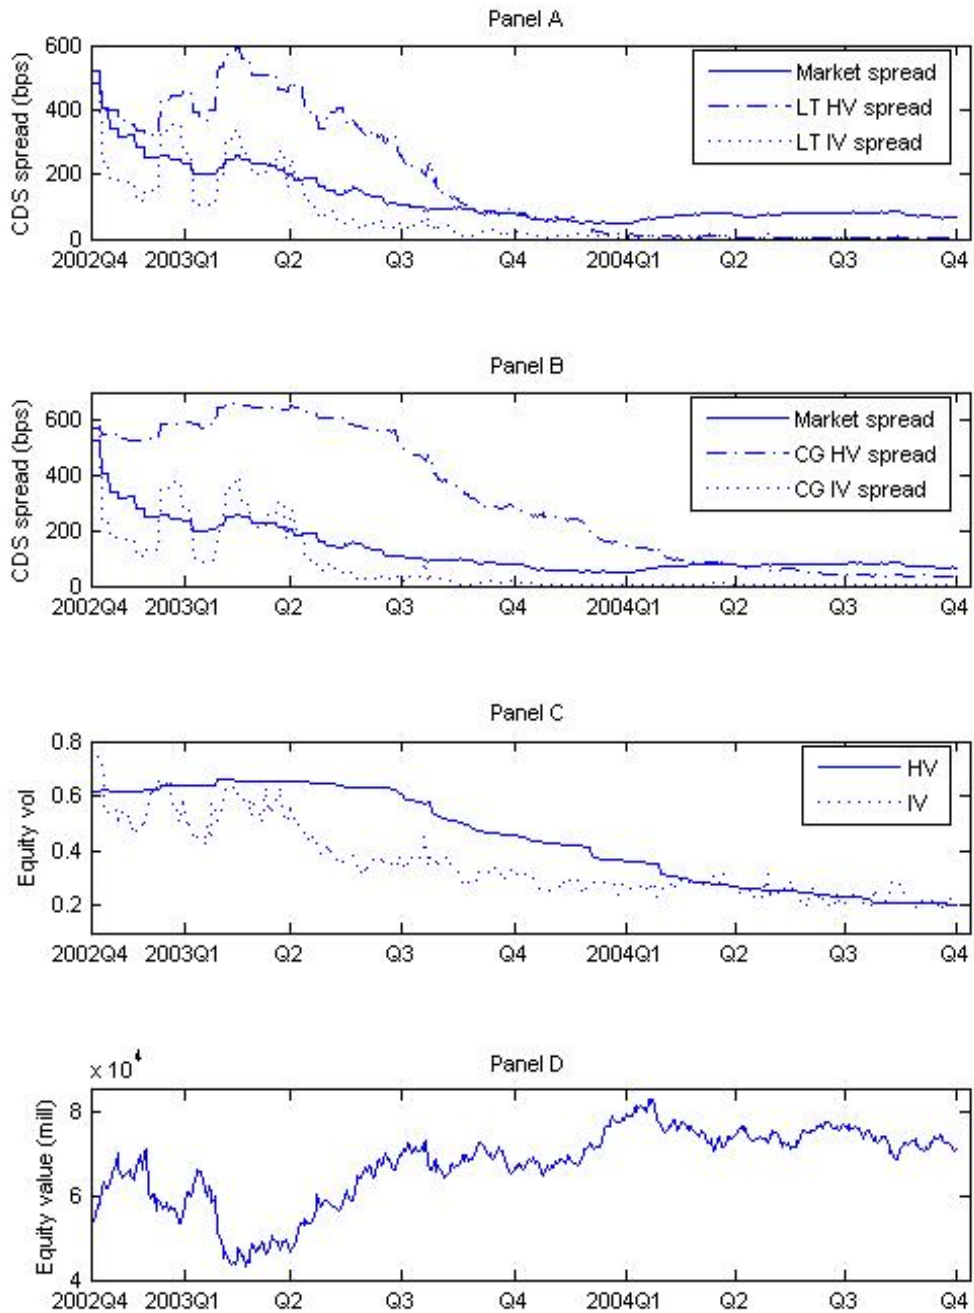 Panel A
CDS spread (bps)
600
400
200
0
Market spread
LT HV spread
LT IV spread
2002Q4 2003Q1 Q2 Q3 Q4 2004Q1 Q2 Q3 Q4
Panel B
CDS spread (bps)
600
400
200
0
Market spread
CG HV spread
CG IV spread
2002Q4 2003Q1 Q2 Q3 Q4 2004Q1 Q2 Q3 Q4
Panel C
Equity vol
0.8
0.6
0.4
0.2
HV
IV
2002Q4 2003Q1 Q2 Q3 Q4 2004Q1 Q2 Q3 Q4
Panel D
x 10^4
Equity value (mill)
8
6
4
2002Q4 2003Q1 Q2 Q3 Q4 2004Q1 Q2 Q3 Q4